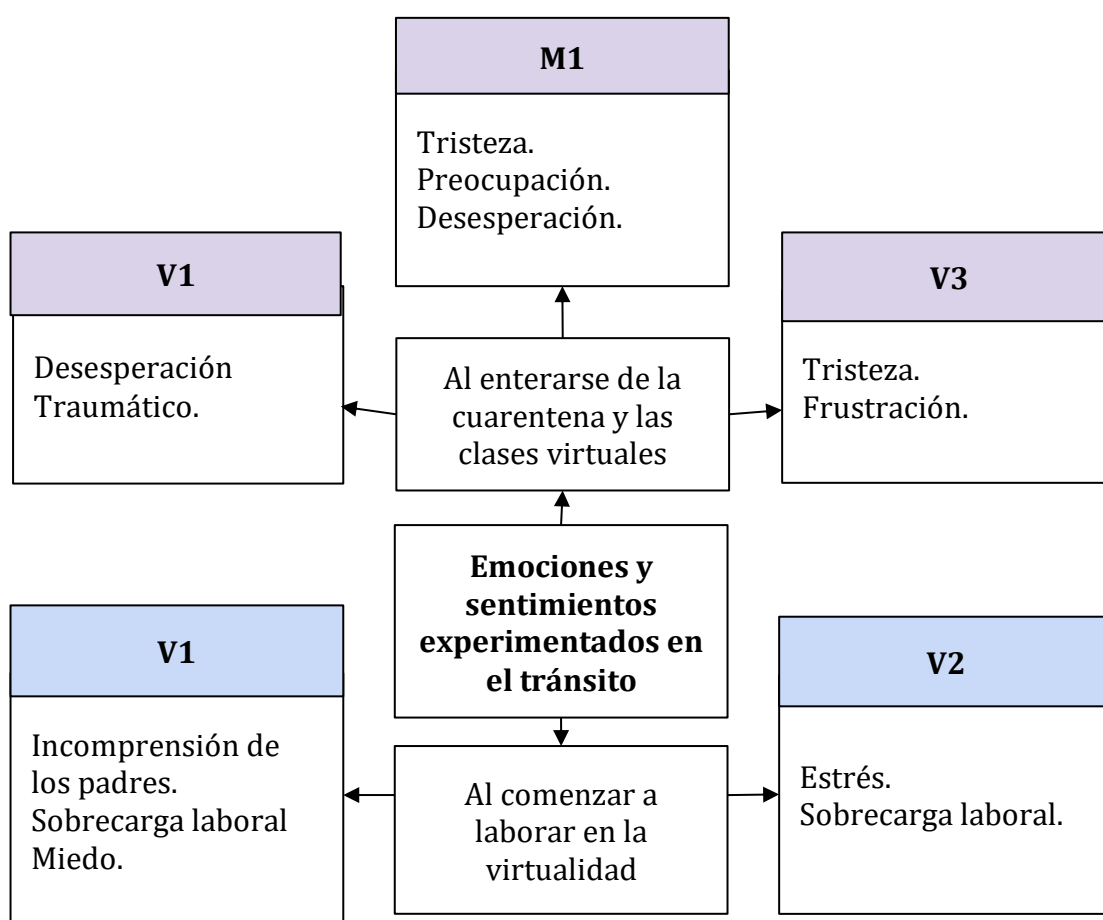 M1
Tristeza.
Preocupación.
Desesperación.
V1
Desesperación
Traumático.
Al enterarse de la
cuarentena y las
clases virtuales
V3
Tristeza.
Frustración.
Emociones y
sentimientos
experimentados en
el tránsito
V1
Incomprensión de
los padres.
Sobrecarga laboral
Miedo.
Al comenzar a
laborar en la
virtualidad
V2
Estrés.
Sobrecarga laboral.